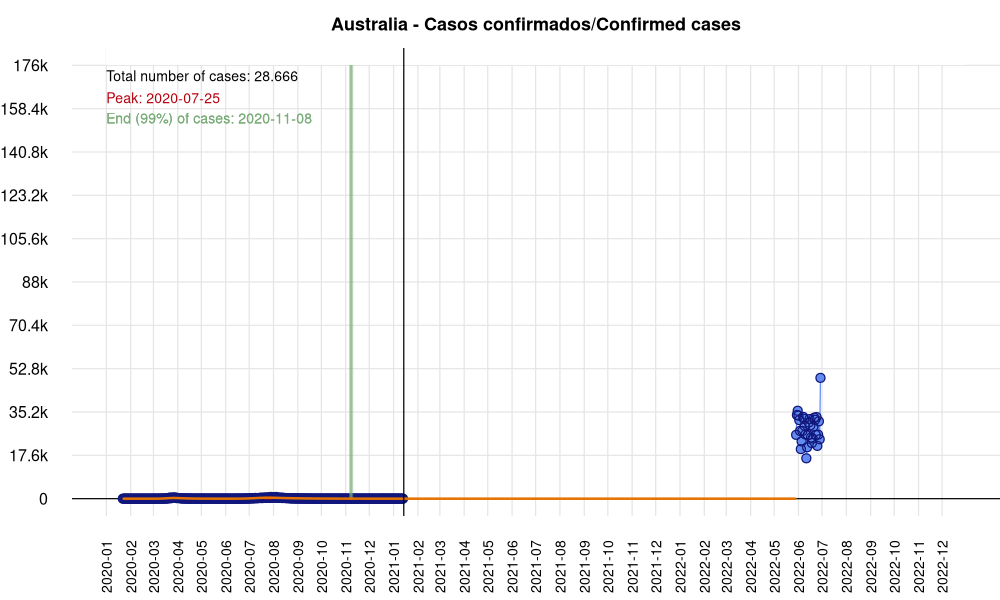 Australia - Casos confirmados/Confirmed cases
Total number of cases: 28.666
Peak: 2020-07-25
End (99%) of cases: 2020-11-08
176k
158.4k
140.8k
123.2k
105.6k
88k
70.4k
52.8k
35.2k
17.6k
0
2020-01
2020-02
2020-03
2020-04
2020-05
2020-06
2020-07
2020-08
2020-09
2020-10
2020-11
2020-12
2021-01
2021-02
2021-03
2021-04
2021-05
2021-06
2021-07
2021-08
2021-09
2021-10
2021-11
2021-12
2022-01
2022-02
2022-03
2022-04
2022-05
2022-06
2022-07
2022-08
2022-09
2022-10
2022-11
2022-12